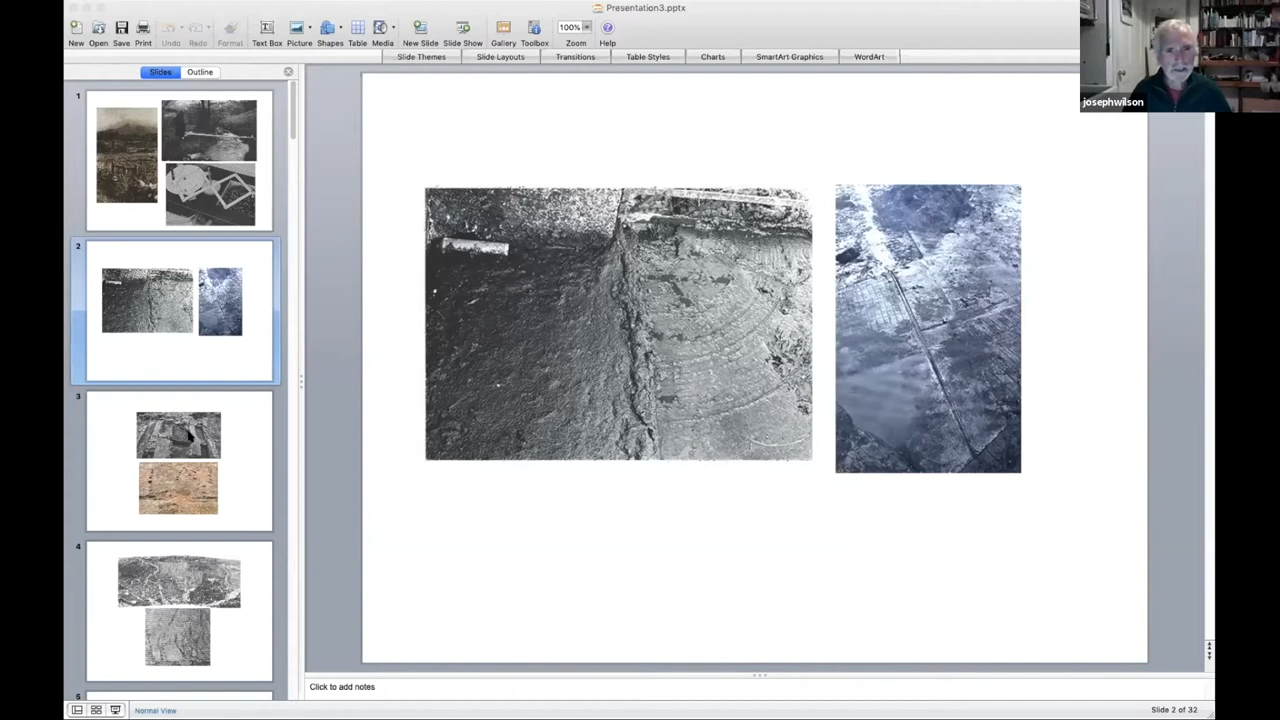 Presentation3.pptx
New Open Save Print Undo Redo Format Text Box Picture Shapes Table Media New Slide Slide Show Gallery Toolbox Zoom Help
100%
Slide Themes Slide Layouts Transitions Table Styles Charts SmartArt Graphics WordArt
Slides Outline
josephwilson
1
2
3
4
5
Click to add notes
Normal View
Slide 2 of 32